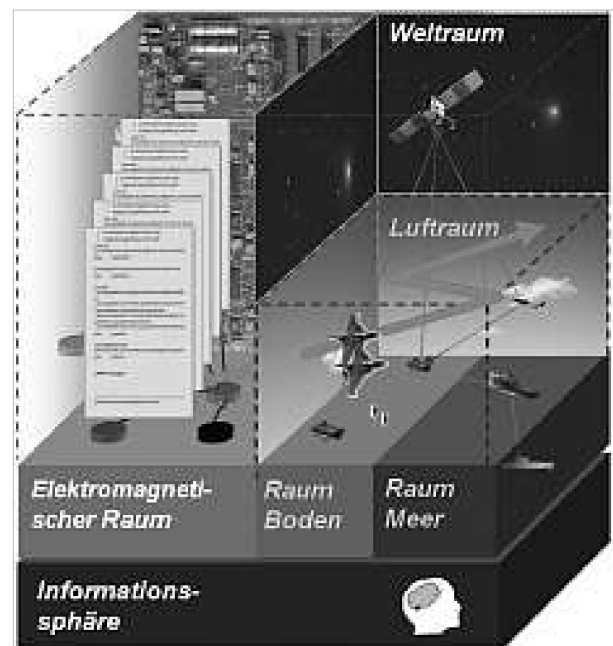 Weltraum
Luftraum
Elektromagneti-
scher Raum
Raum
Boden
Raum
Meer
Informations-
sphäre